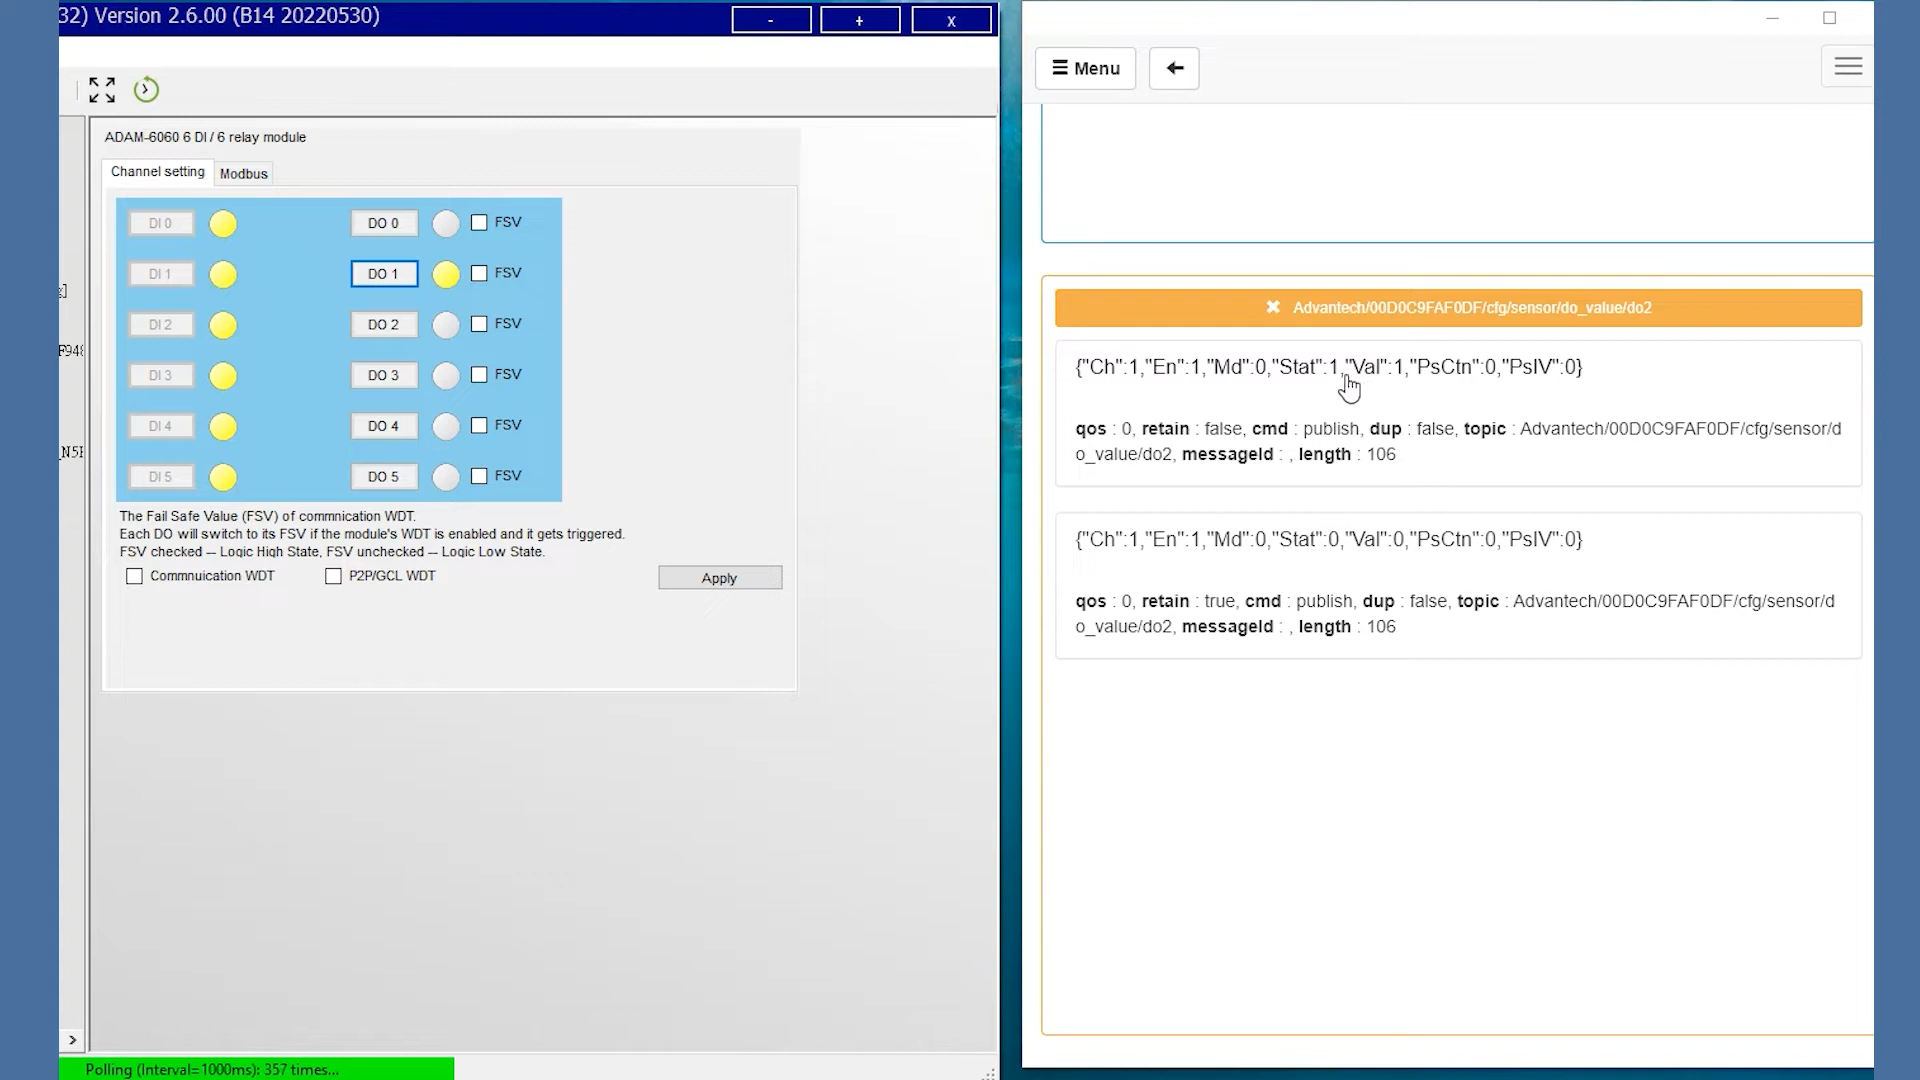 32) Version 2.6.00 (B14 20220530)
- + x
ADAM-6060 6 DI / 6 relay module
Channel setting Modbus
DI 0 DO 0 FSV
DI 1 DO 1 FSV
DI 2 DO 2 FSV
DI 3 DO 3 FSV
DI 4 DO 4 FSV
DI 5 DO 5 FSV
The Fail Safe Value (FSV) of commnication WDT.
Each DO will switch to its FSV if the module's WDT is enabled and it gets triggered.
FSV checked -- Logic High State, FSV unchecked -- Logic Low State.
Commnuication WDT P2P/GCL WDT Apply
Polling (Interval=1000ms): 357 times...
Menu
Advantech/00D0C9FAF0DF/cfg/sensor/do_value/do2
{"Ch":1,"En":1,"Md":0,"Stat":1,"Val":1,"PsCtn":0,"PsIV":0}
qos : 0, retain : false, cmd : publish, dup : false, topic : Advantech/00D0C9FAF0DF/cfg/sensor/d
o_value/do2, messageId : , length : 106
{"Ch":1,"En":1,"Md":0,"Stat":0,"Val":0,"PsCtn":0,"PsIV":0}
qos : 0, retain : true, cmd : publish, dup : false, topic : Advantech/00D0C9FAF0DF/cfg/sensor/d
o_value/do2, messageId : , length : 106